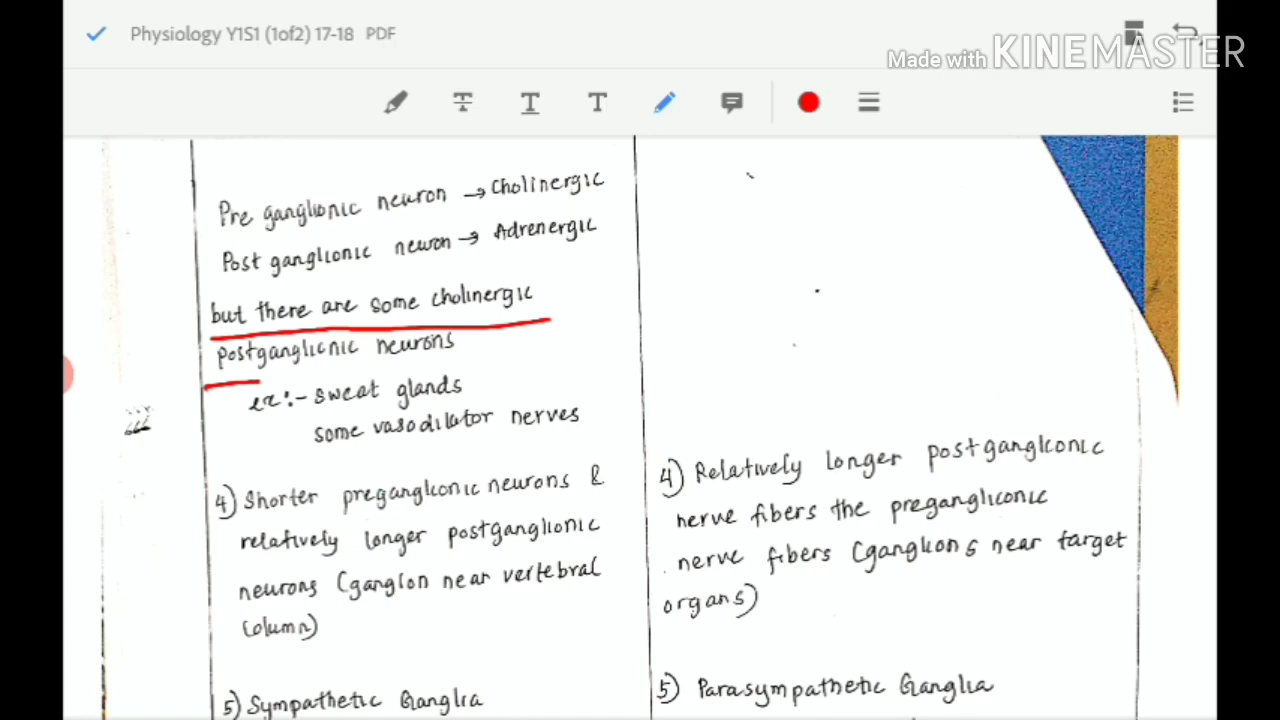 Physiology Y1S1 (1of2) 17-18 PDF
Made with KINEMASTER
Pre ganglionic neuron → Cholinergic
Post ganglionic neuron → Adrenergic
but there are some cholinergic
postganglionic neurons
ex:- sweat glands
some vasodilator nerves
4) Shorter preganglionic neurons &
relatively longer postganglionic
neurons (ganglon near vertebral
Column)
5) Sympathetic Ganglia
4) Relatively longer postganglionic
nerve fibers the preganglionic
nerve fibers (ganglions near target
organs)
5) Parasympathetic Ganglia